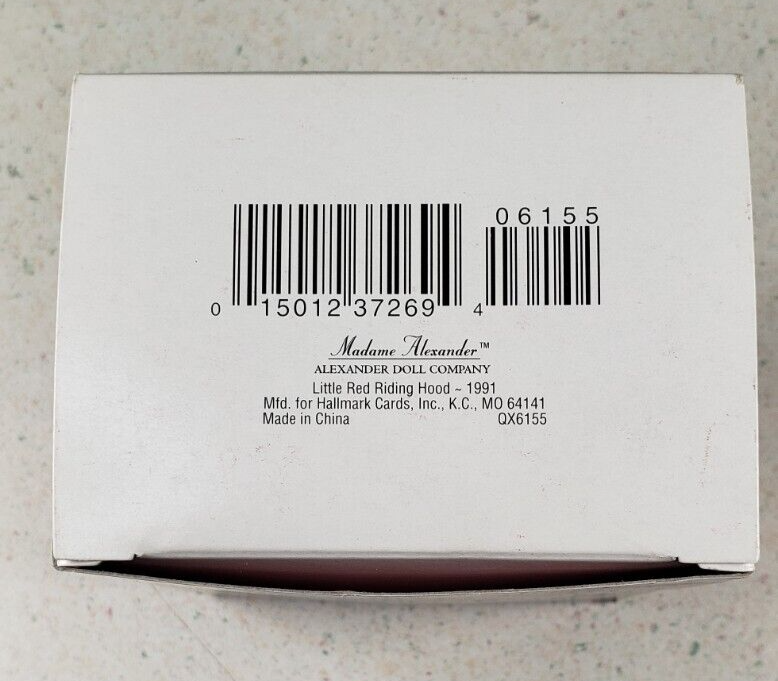 06155
0 15012 37269 4
Madame Alexander™
ALEXANDER DOLL COMPANY
Little Red Riding Hood ~ 1991
Mfd. for Hallmark Cards, Inc., K.C., MO 64141
Made in China QX6155